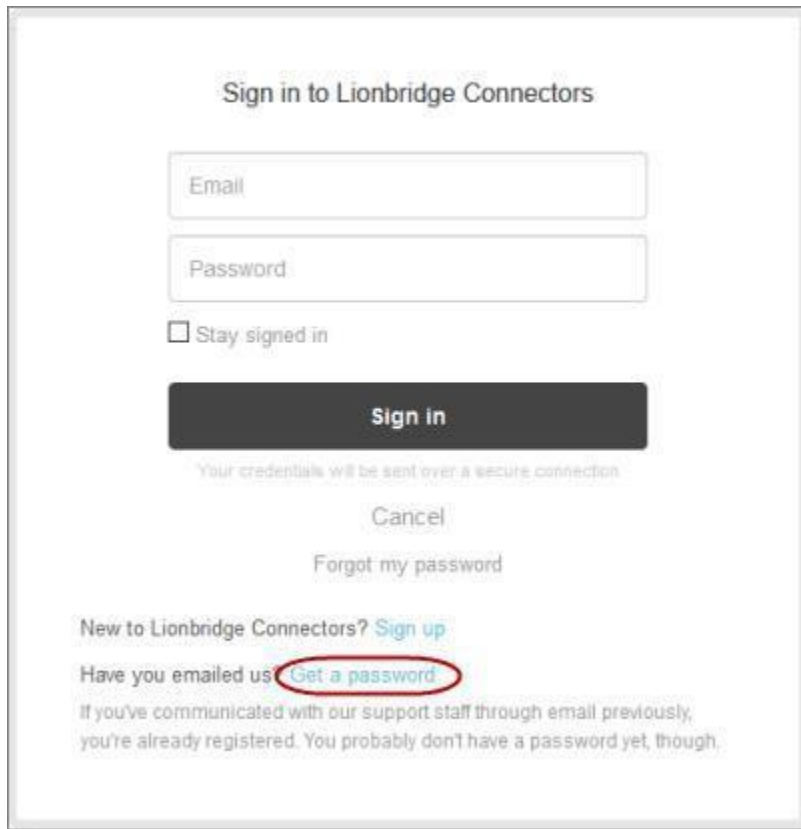 Sign in to Lionbridge Connectors
Email
Password
Stay signed in
Sign in
Your credentials will be sent over a secure connection
Cancel
Forgot my password
New to Lionbridge Connectors? Sign up
Have you emailed us? Get a password
If you've communicated with our support staff through email previously,
you're already registered. You probably don't have a password yet, though.